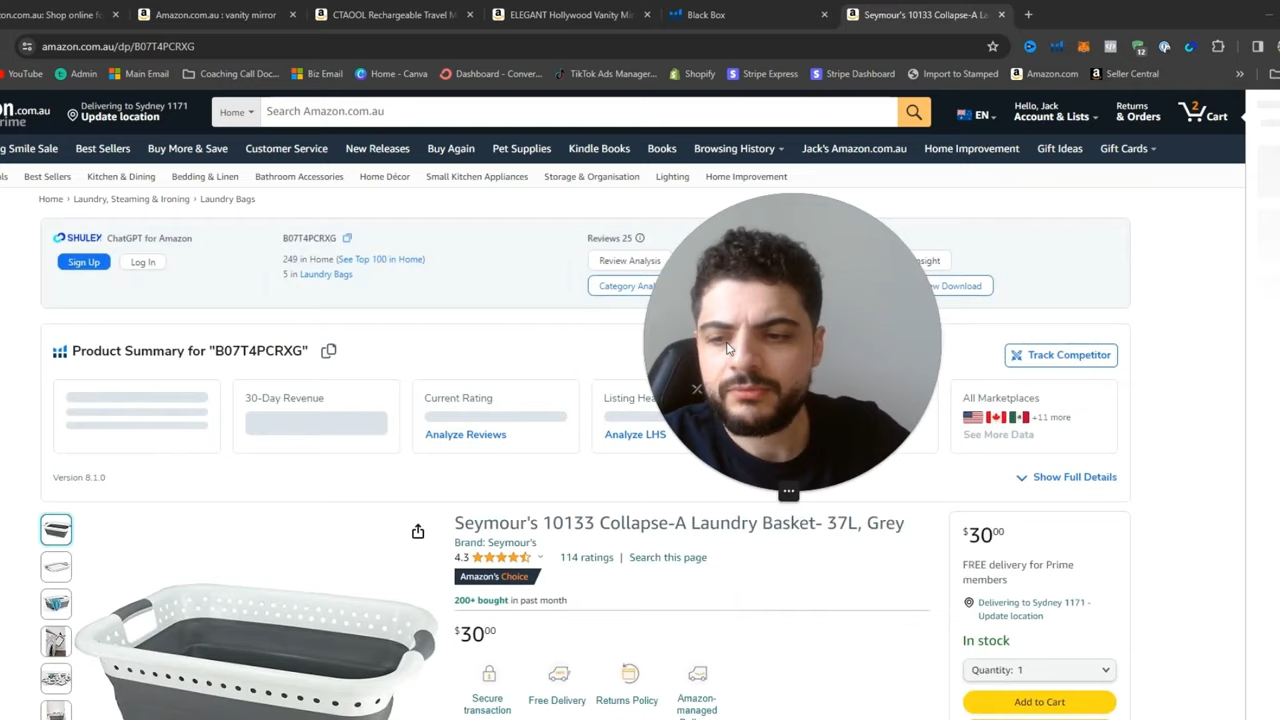 on.com.au: Shop online fo
Amazon.com.au : vanity mirror
CTAOOL Rechargeable Travel M
ELEGANT Hollywood Vanity Mi
Black Box
Seymour's 10133 Collapse-A La
amazon.com.au/dp/B07T4PCRXG
YouTube
Admin
Main Email
Coaching Call Doc...
Biz Email
Home - Canva
Dashboard - Conver...
TikTok Ads Manager...
Shopify
Stripe Express
Stripe Dashboard
Import to Stamped
Amazon.com
Seller Central
on.com.au
prime
Delivering to Sydney 1171
Update location
Home
Search Amazon.com.au
EN
Hello, Jack
Account & Lists
Returns
& Orders
2
Cart
g Smile Sale
Best Sellers
Buy More & Save
Customer Service
New Releases
Buy Again
Pet Supplies
Kindle Books
Books
Browsing History
Jack's Amazon.com.au
Home Improvement
Gift Ideas
Gift Cards
ls
Best Sellers
Kitchen & Dining
Bedding & Linen
Bathroom Accessories
Home Décor
Small Kitchen Appliances
Storage & Organisation
Lighting
Home Improvement
Home › Laundry, Steaming & Ironing › Laundry Bags
SHULEX ChatGPT for Amazon
Sign Up
Log In
B07T4PCRXG
249 in Home (See Top 100 in Home)
5 in Laundry Bags
Reviews 25
Review Analysis
nsight
Category Anal
w Download
Product Summary for "B07T4PCRXG"
Track Competitor
30-Day Revenue
Current Rating
Analyze Reviews
Listing Hea
Analyze LHS
All Marketplaces
+11 more
See More Data
Version 8.1.0
Show Full Details
Seymour's 10133 Collapse-A Laundry Basket- 37L, Grey
Brand: Seymour's
4.3
114 ratings | Search this page
Amazon's Choice
200+ bought in past month
$30 00
Secure
transaction
Free Delivery
Returns Policy
Amazon-
managed
$30 00
FREE delivery for Prime
members
Delivering to Sydney 1171 -
Update location
In stock
Quantity: 1
Add to Cart